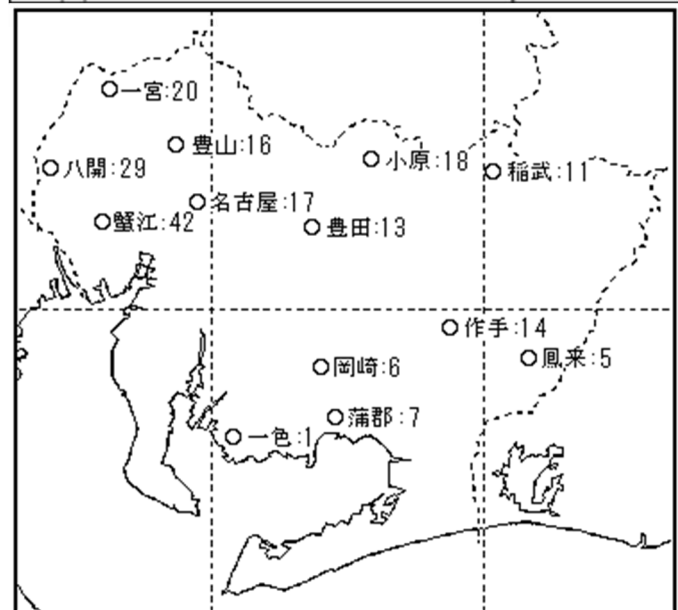 一宮:20
豊山:16
小原:18
八開:29
稲武:11
名古屋:17
蟹江:42
豊田:13
作手:14
鳳来:5
岡崎:6
蒲郡:7
一色:1